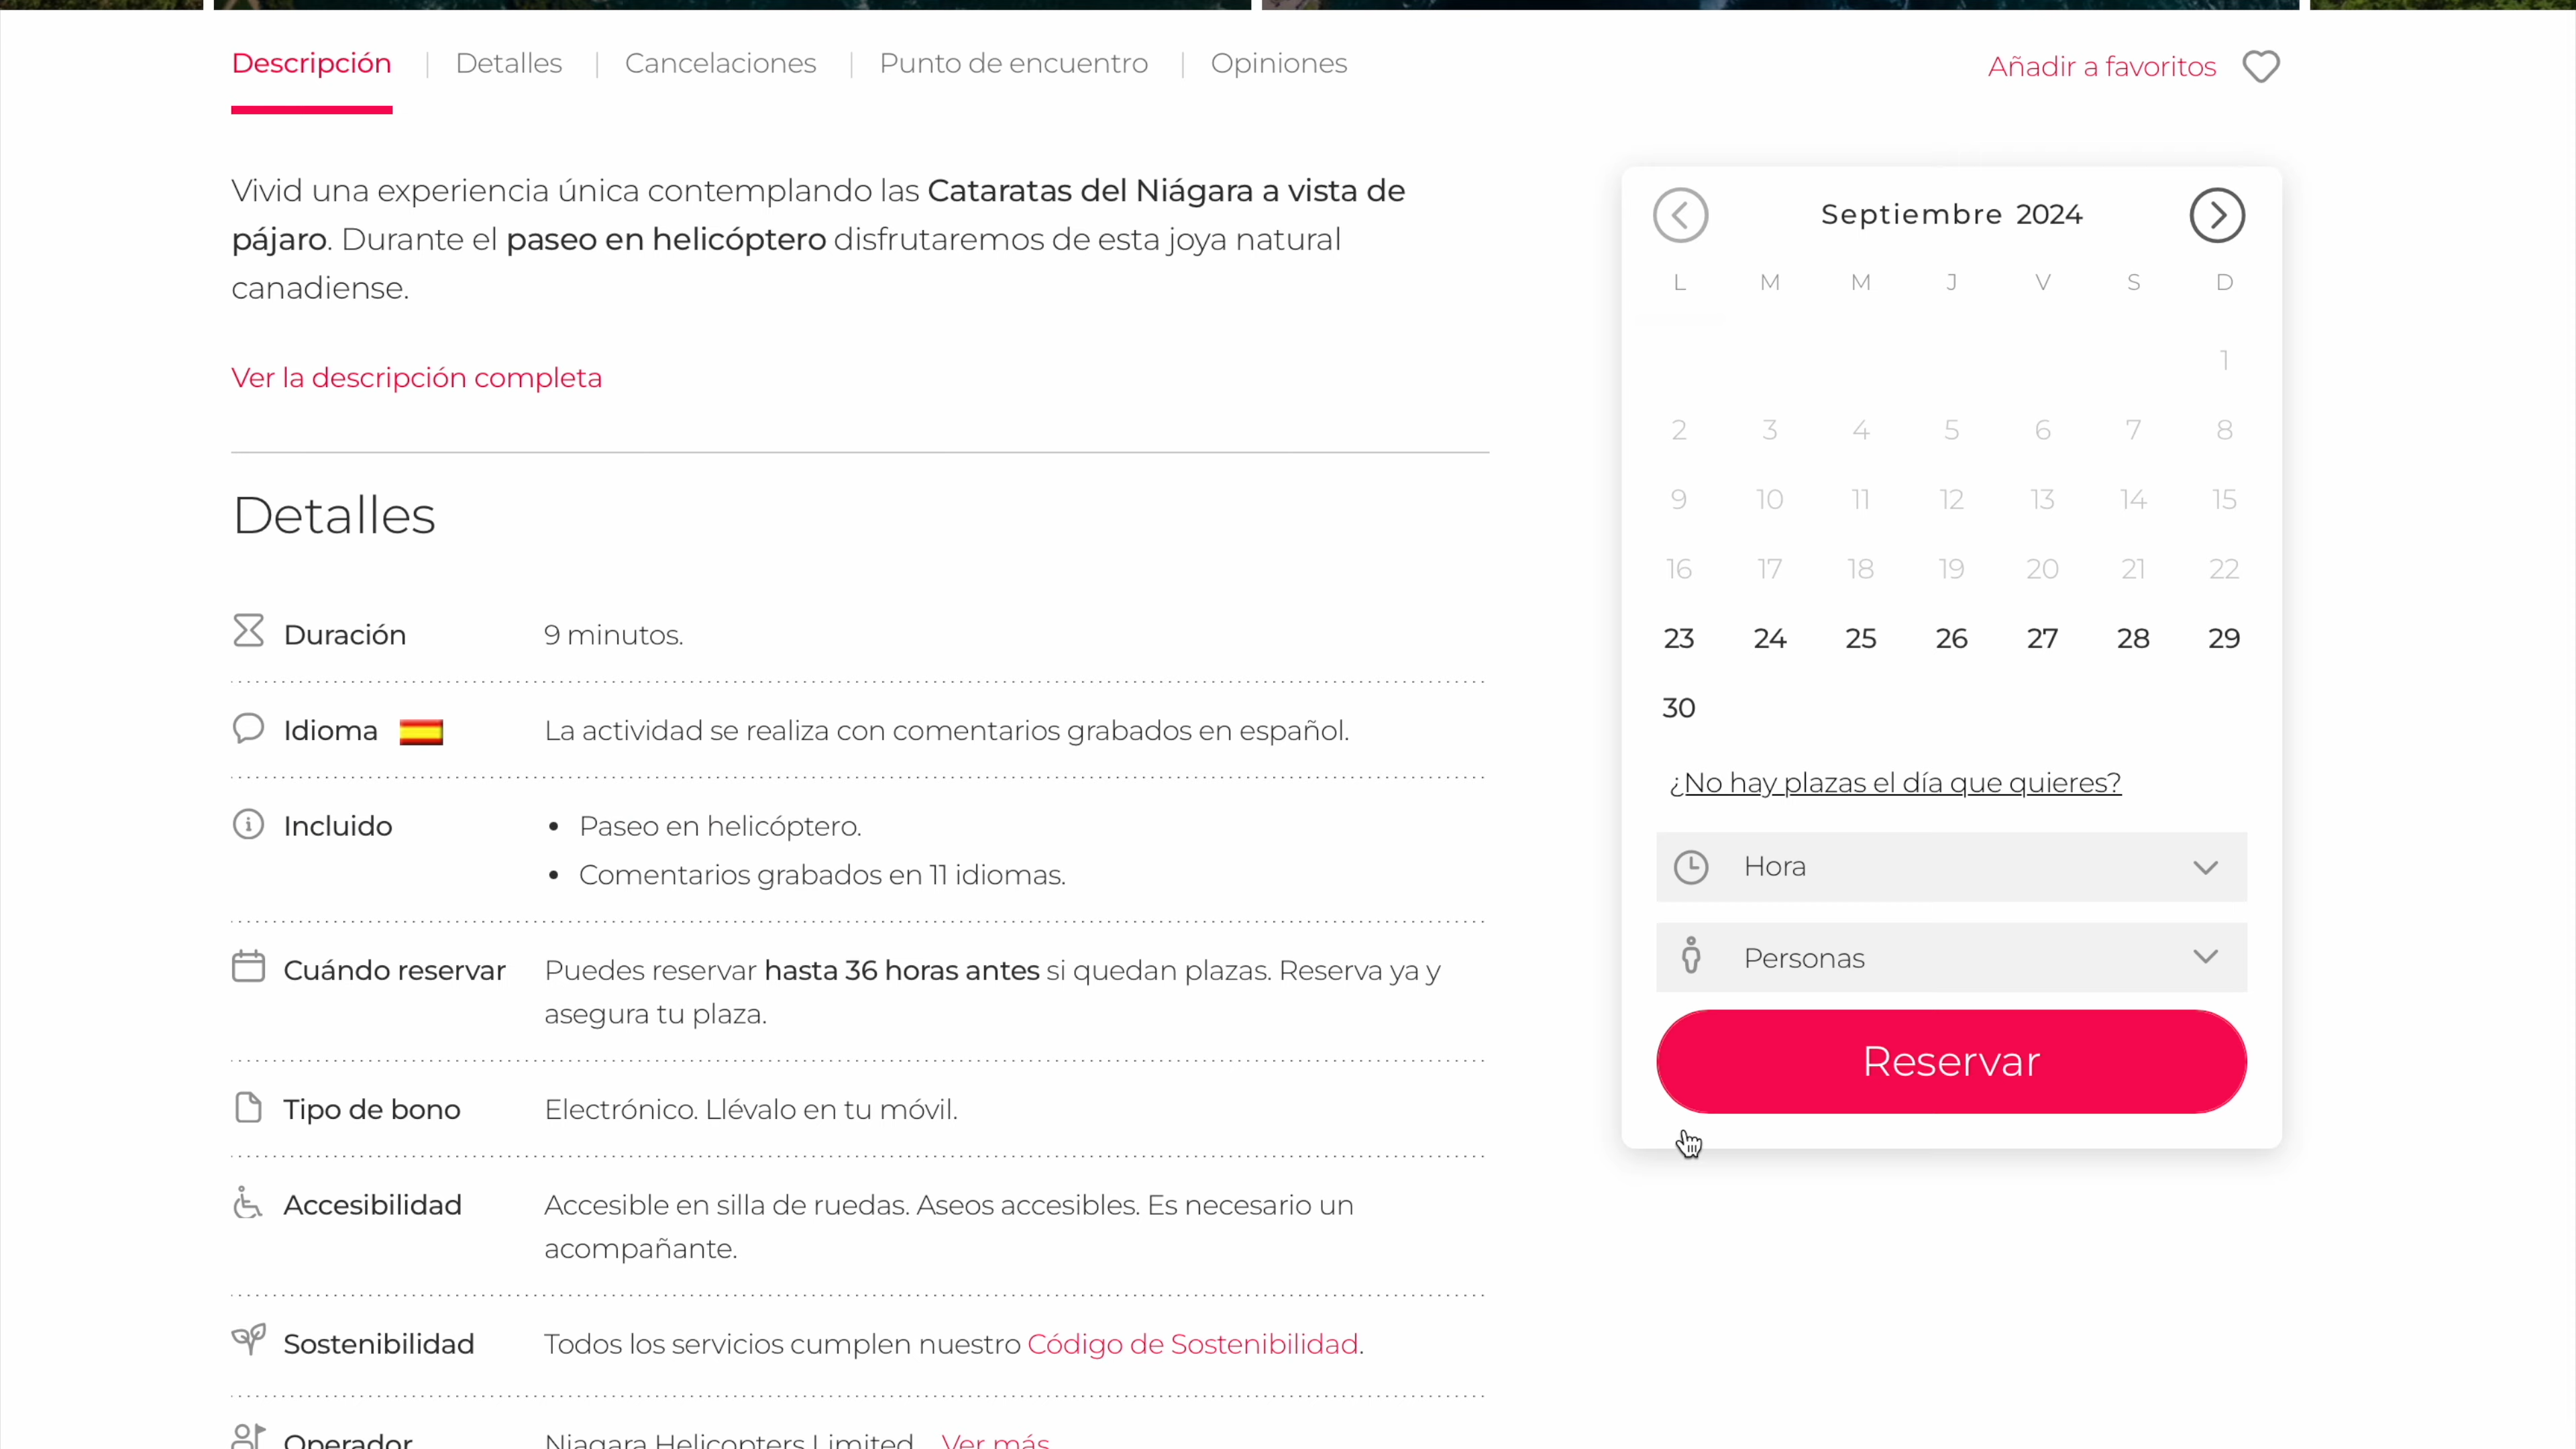 Descripción | Detalles | Cancelaciones | Punto de encuentro | Opiniones
Añadir a favoritos
Vivid una experiencia única contemplando las Cataratas del Niágara a vista de
pájaro. Durante el paseo en helicóptero disfrutaremos de esta joya natural
canadiense.
Ver la descripción completa
Detalles
Duración 9 minutos.
Idioma La actividad se realiza con comentarios grabados en español.
Incluido • Paseo en helicóptero.
• Comentarios grabados en 11 idiomas.
Cuándo reservar Puedes reservar hasta 36 horas antes si quedan plazas. Reserva ya y
asegura tu plaza.
Tipo de bono Electrónico. Llévalo en tu móvil.
Accesibilidad Accesible en silla de ruedas. Aseos accesibles. Es necesario un
acompañante.
Sostenibilidad Todos los servicios cumplen nuestro Código de Sostenibilidad.
Operador Niagara Helicopters Limited Ver más
Septiembre 2024
L M M J V S D
1
2 3 4 5 6 7 8
9 10 11 12 13 14 15
16 17 18 19 20 21 22
23 24 25 26 27 28 29
30
¿No hay plazas el día que quieres?
Hora
Personas
Reservar